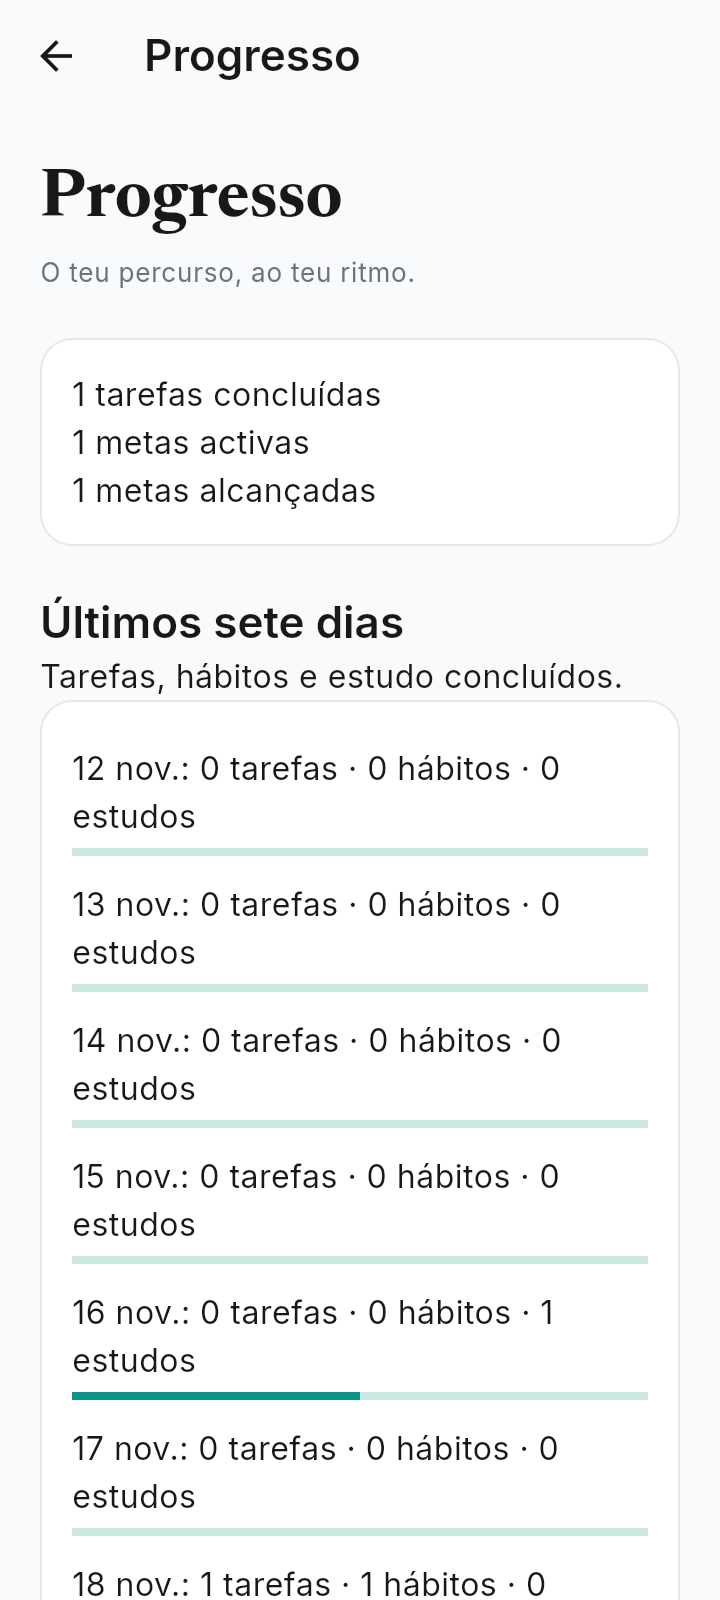 Progresso
Progresso
O teu percurso, ao teu ritmo.
1 tarefas concluídas
1 metas activas
1 metas alcançadas
Últimos sete dias
Tarefas, hábitos e estudo concluídos.
12 nov.: 0 tarefas · 0 hábitos · 0
estudos
13 nov.: 0 tarefas · 0 hábitos · 0
estudos
14 nov.: 0 tarefas · 0 hábitos · 0
estudos
15 nov.: 0 tarefas · 0 hábitos · 0
estudos
16 nov.: 0 tarefas · 0 hábitos · 1
estudos
17 nov.: 0 tarefas · 0 hábitos · 0
estudos
18 nov.: 1 tarefas · 1 hábitos · 0